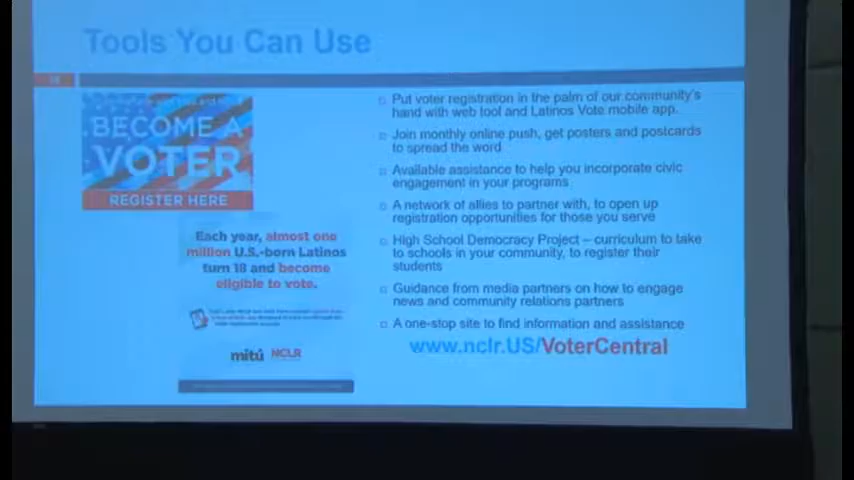 Tools You Can Use
BECOME A
VOTER
REGISTER HERE
Each year, almost one
million U.S.-born Latinos
turn 18 and become
eligible to vote.
mitú NCLR
Put voter registration in the palm of our community's
hand with web tool and Latinos Vote mobile app.
Join monthly online push, get posters and postcards
to spread the word
Available assistance to help you incorporate civic
engagement in your programs
A network of allies to partner with, to open up
registration opportunities for those you serve
High School Democracy Project – curriculum to take
to schools in your community, to register their
students
Guidance from media partners on how to engage
news and community relations partners
A one-stop site to find information and assistance
www.nclr.US/VoterCentral